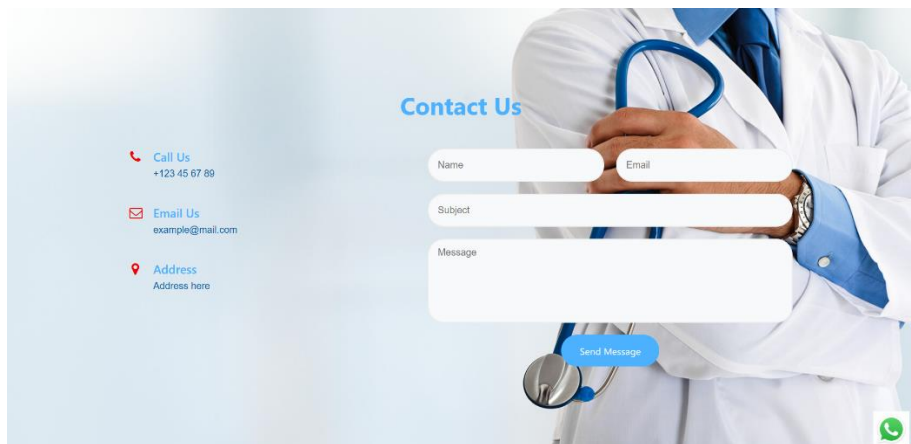 Contact Us
Call Us
+123 45 67 89
Email Us
example@mail.com
Address
Address here
Name
Email
Subject
Message
Send Message